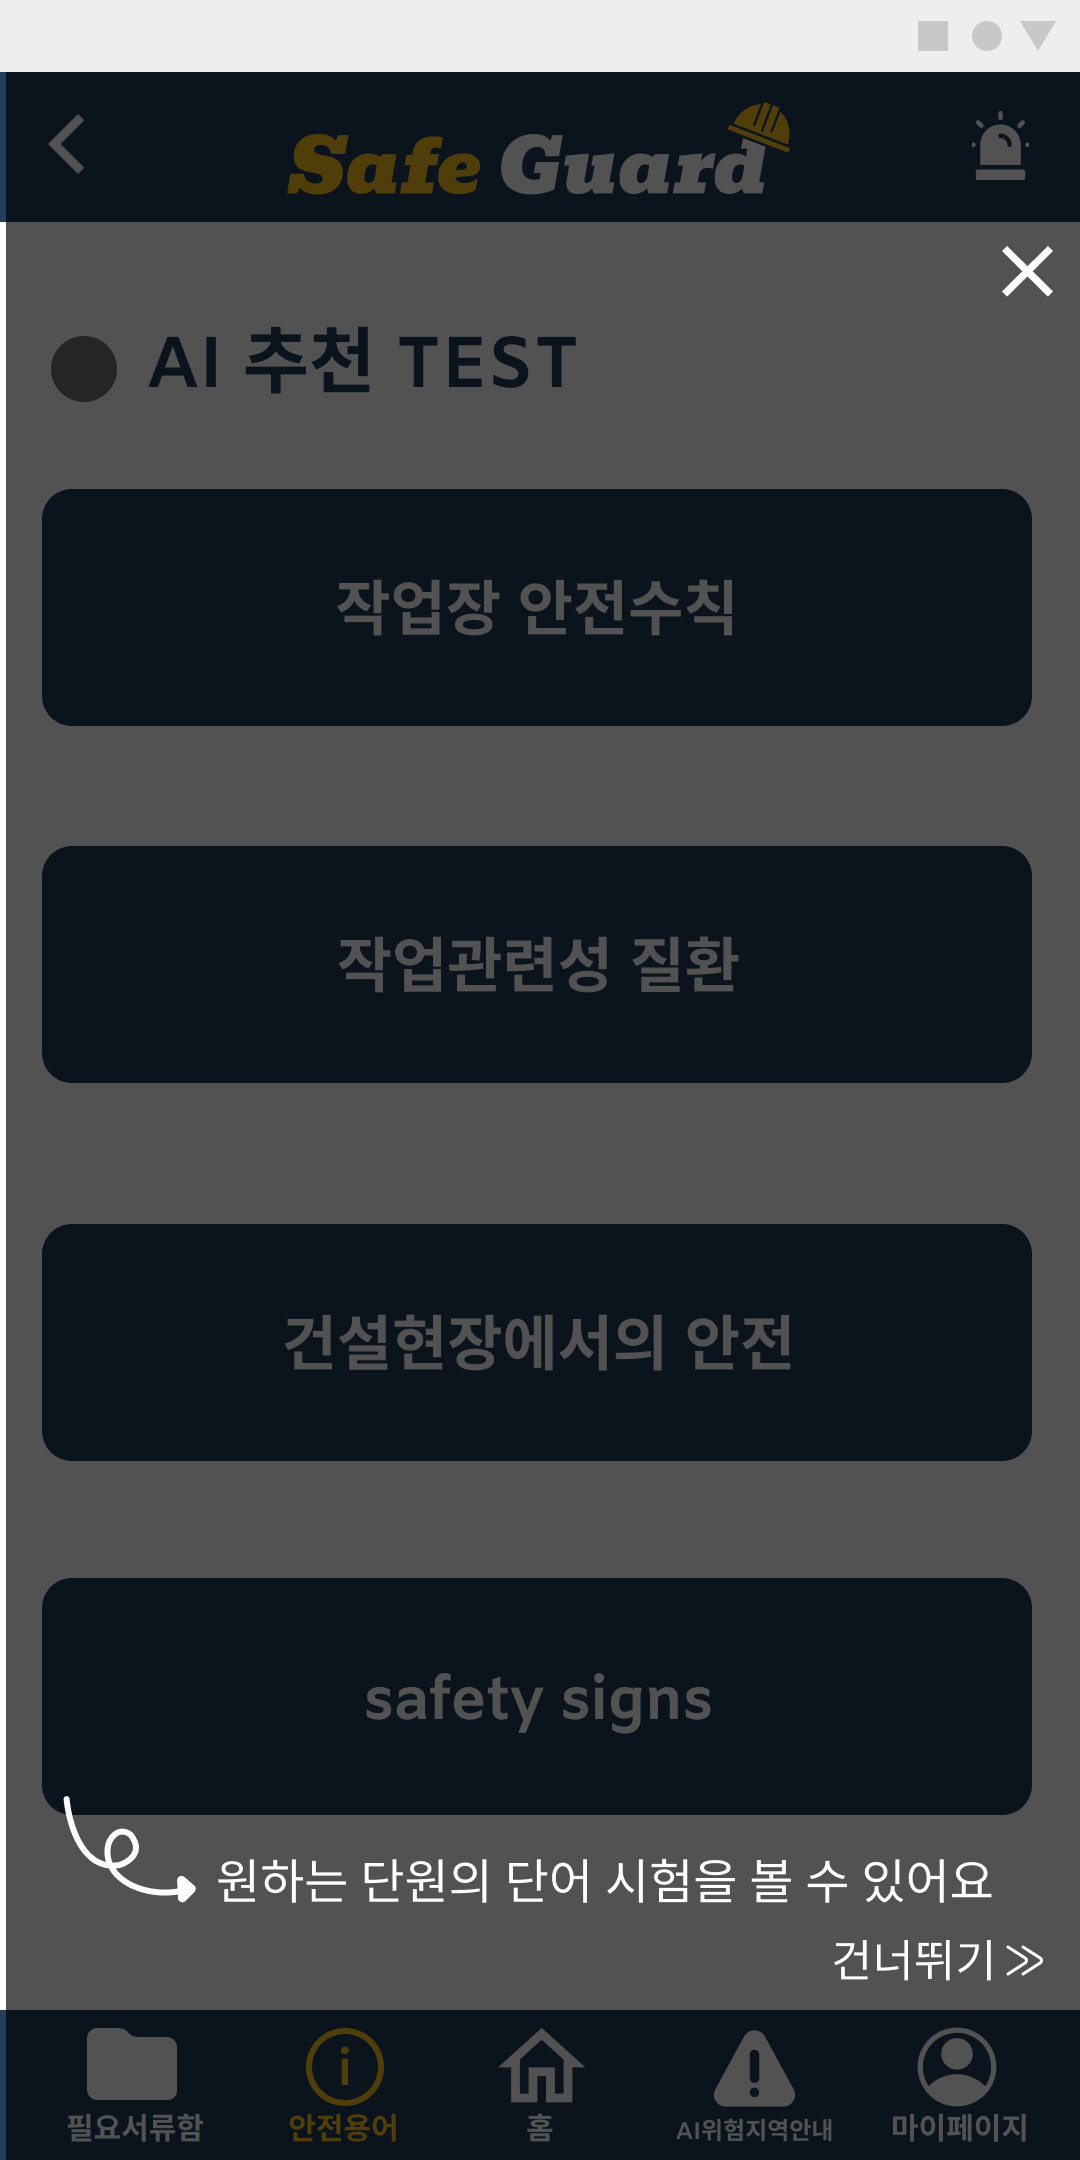 Safe Guard
AI 추천 TEST
작업장 안전수칙
작업관련성 질환
건설현장에서의 안전
safety signs
원하는 단원의 단어 시험을 볼 수 있어요
건너뛰기
필요서류함
안전용어
홈
AI위험지역안내
마이페이지